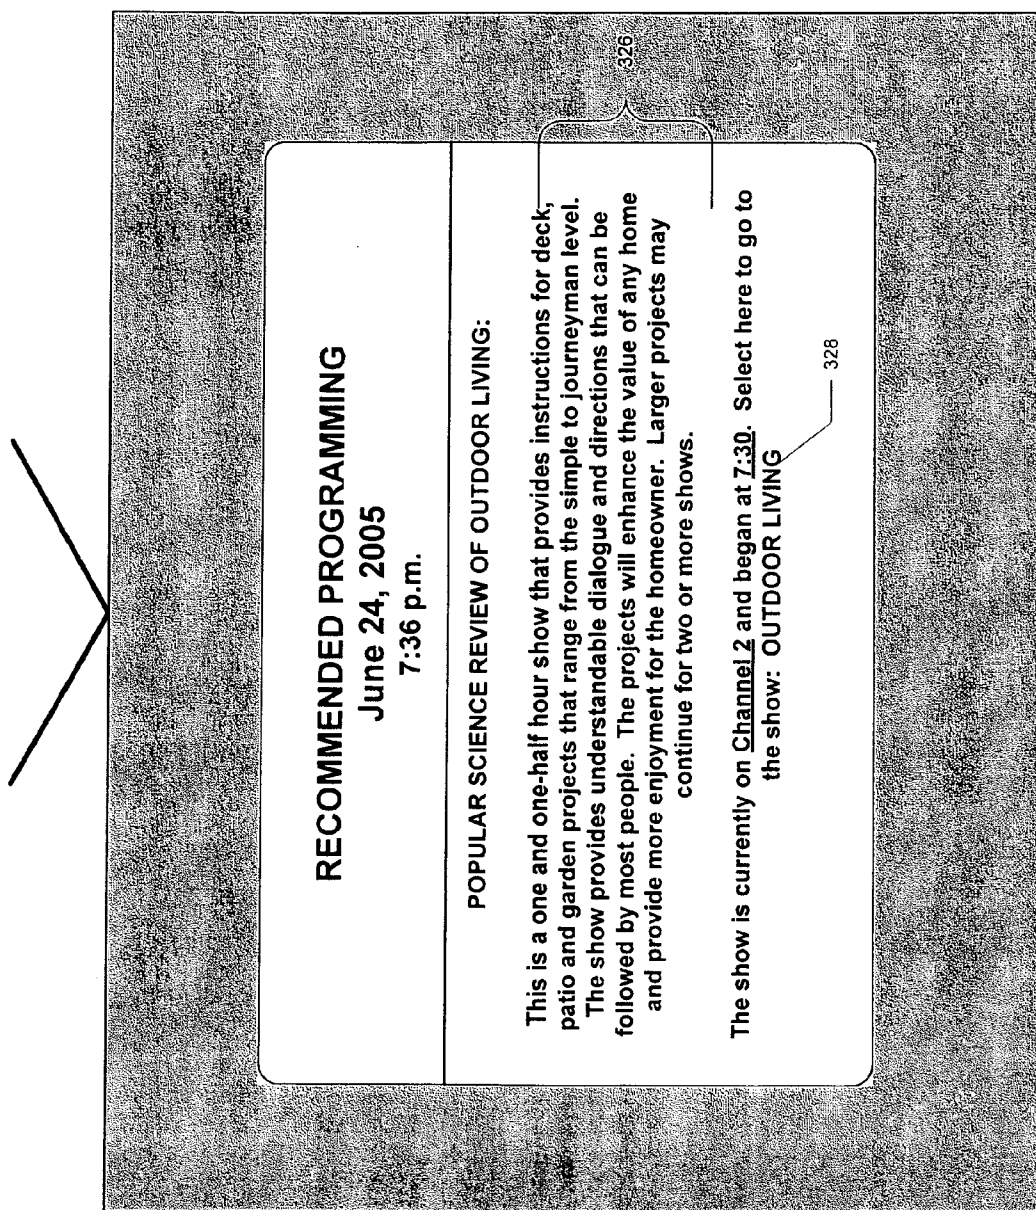 RECOMMENDED PROGRAMMING
June 24, 2005
7:36 p.m.
POPULAR SCIENCE REVIEW OF OUTDOOR LIVING:
This is a one and one-half hour show that provides instructions for deck,
patio and garden projects that range from the simple to journeyman level.
The show provides understandable dialogue and directions that can be
followed by most people. The projects will enhance the value of any home
and provide more enjoyment for the homeowner. Larger projects may
continue for two or more shows.
326
The show is currently on Channel 2 and began at 7:30. Select here to go to
the show: OUTDOOR LIVING
328